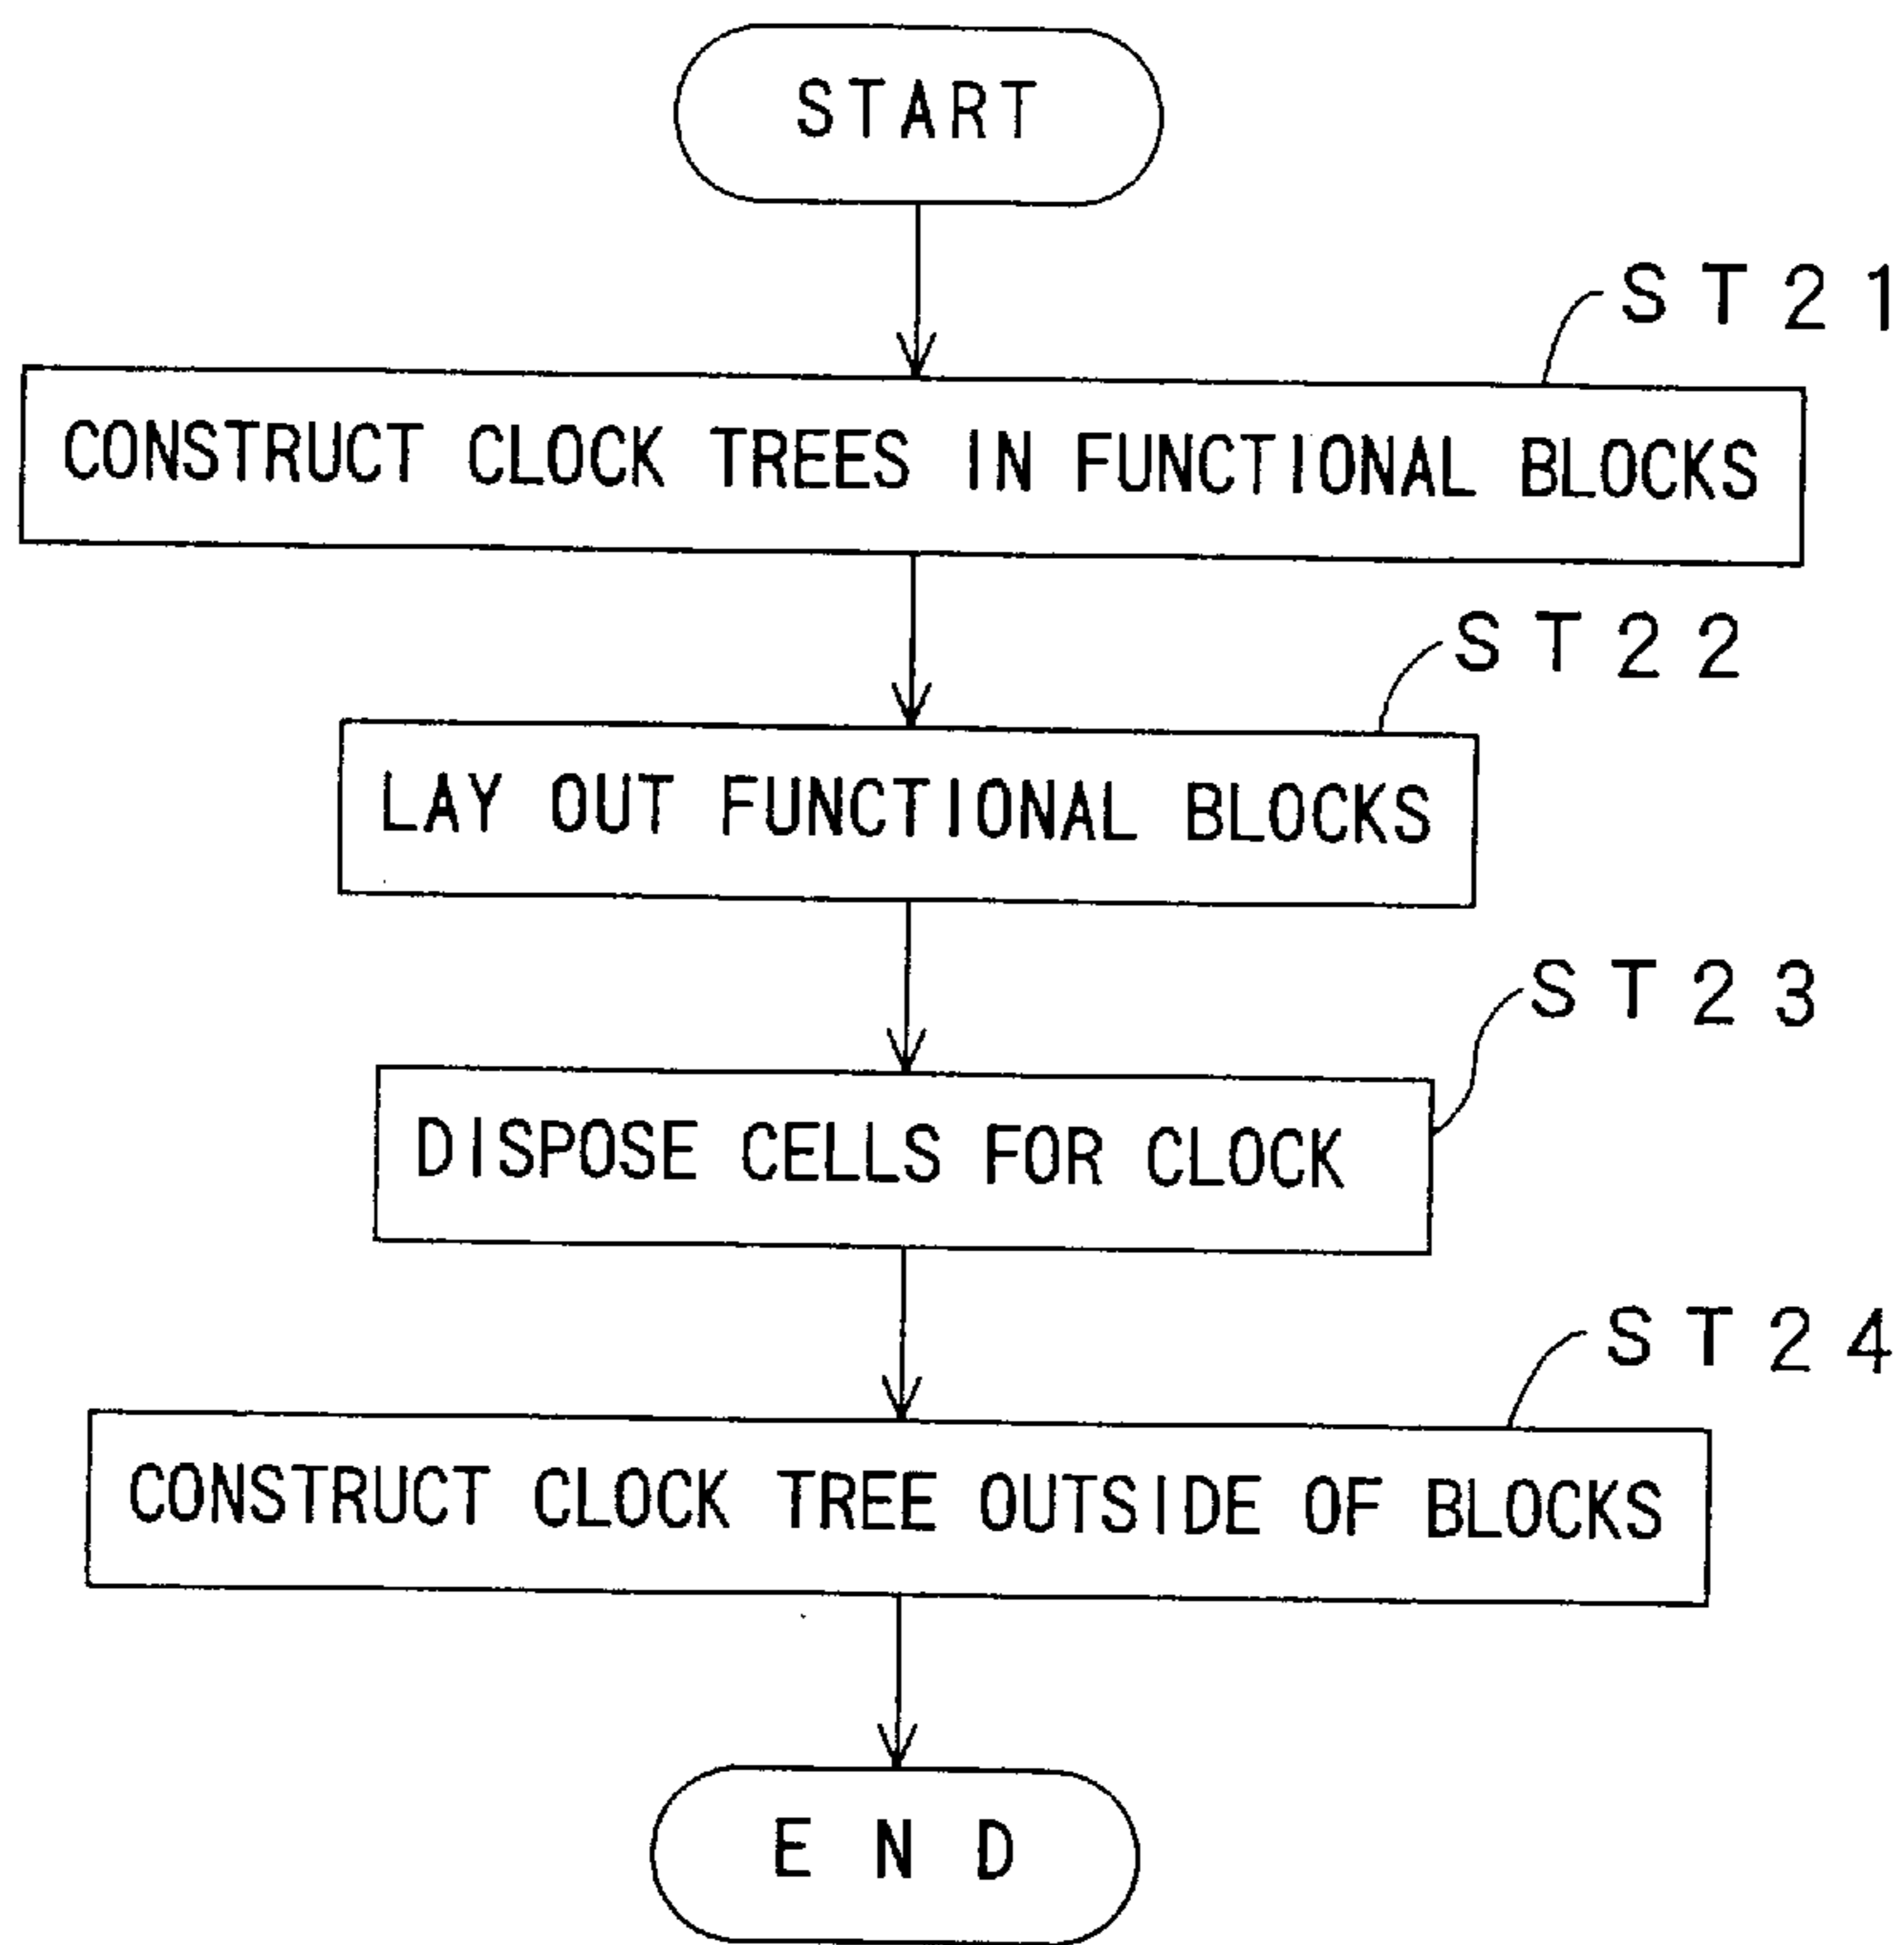 START
ST21
CONSTRUCT CLOCK TREES IN FUNCTIONAL BLOCKS
ST22
LAY OUT FUNCTIONAL BLOCKS
ST23
DISPOSE CELLS FOR CLOCK
ST24
CONSTRUCT CLOCK TREE OUTSIDE OF BLOCKS
END